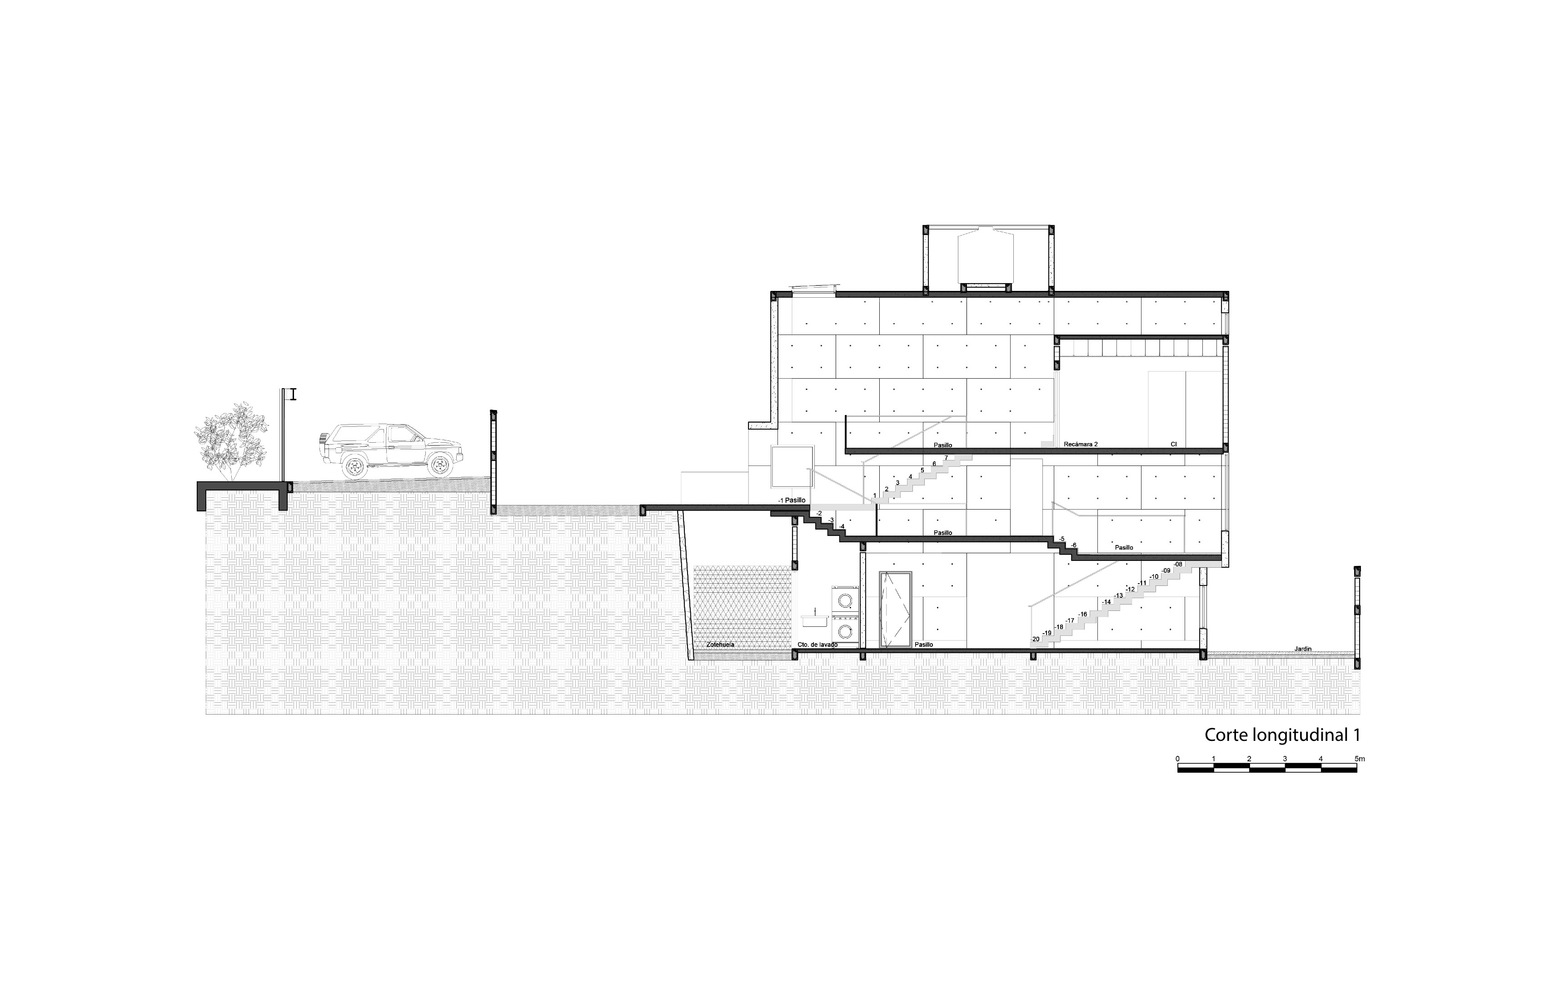 7
6
5
4
3
2
1
Pasillo
Recámara 2
Cl
-1 Pasillo
-2
-3
-4
Pasillo
-5
-6
Pasillo
-08
-09
-10
-11
-12
-13
-14
-16
-17
-18
-19
-20
Zotehuela
Cto. de lavado
Pasillo
Jardín
Corte longitudinal 1
0 1 2 3 4 5m